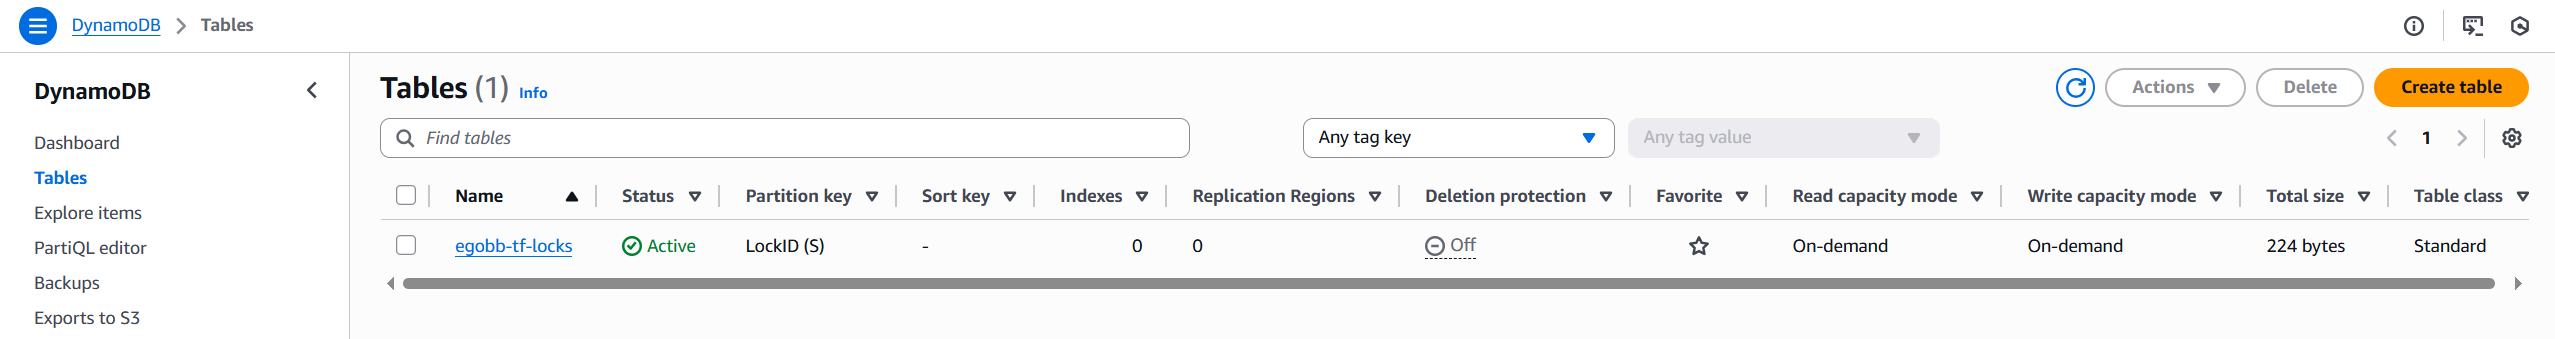 DynamoDB > Tables
DynamoDB
Dashboard
Tables
Explore items
PartiQL editor
Backups
Exports to S3
Tables (1) Info
Actions Delete Create table
Find tables Any tag key Any tag value 1
Name Status Partition key Sort key Indexes Replication Regions Deletion protection Favorite Read capacity mode Write capacity mode Total size Table class
egobb-tf-locks Active LockID (S) - 0 0 Off On-demand On-demand 224 bytes Standard